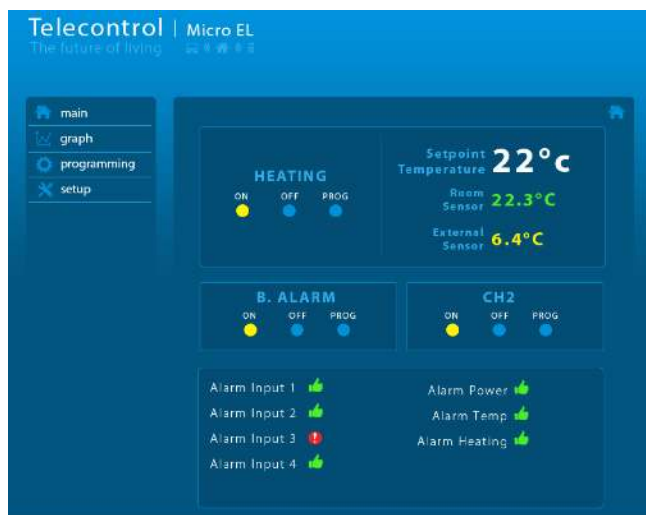 Telecontrol | Micro EL
The future of living
main
graph
programming
setup
HEATING
ON OFF PROG
Setpoint
Temperature 22°c
Room
Sensor 22.3°C
External
Sensor 6.4°C
B. ALARM
ON OFF PROG
CH2
ON OFF PROG
Alarm Input 1
Alarm Input 2
Alarm Input 3
Alarm Input 4
Alarm Power
Alarm Temp
Alarm Heating